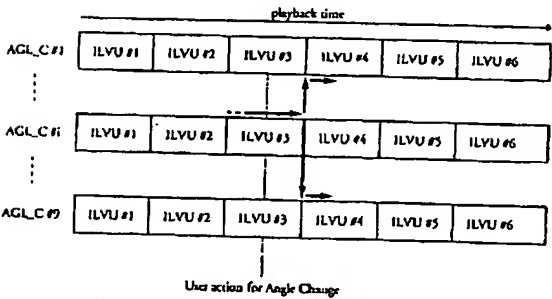 playback time
AGL_C #1 ILVU #1 ILVU #2 ILVU #3 ILVU #4 ILVU #5 ILVU #6
AGL_C #i ILVU #1 ILVU #2 ILVU #3 ILVU #4 ILVU #5 ILVU #6
AGL_C #9 ILVU #1 ILVU #2 ILVU #3 ILVU #4 ILVU #5 ILVU #6
User action for Angle Change